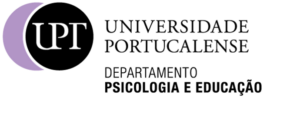 UPT
UNIVERSIDADE
PORTUCALENSE
DEPARTAMENTO
PSICOLOGIA E EDUCAÇÃO